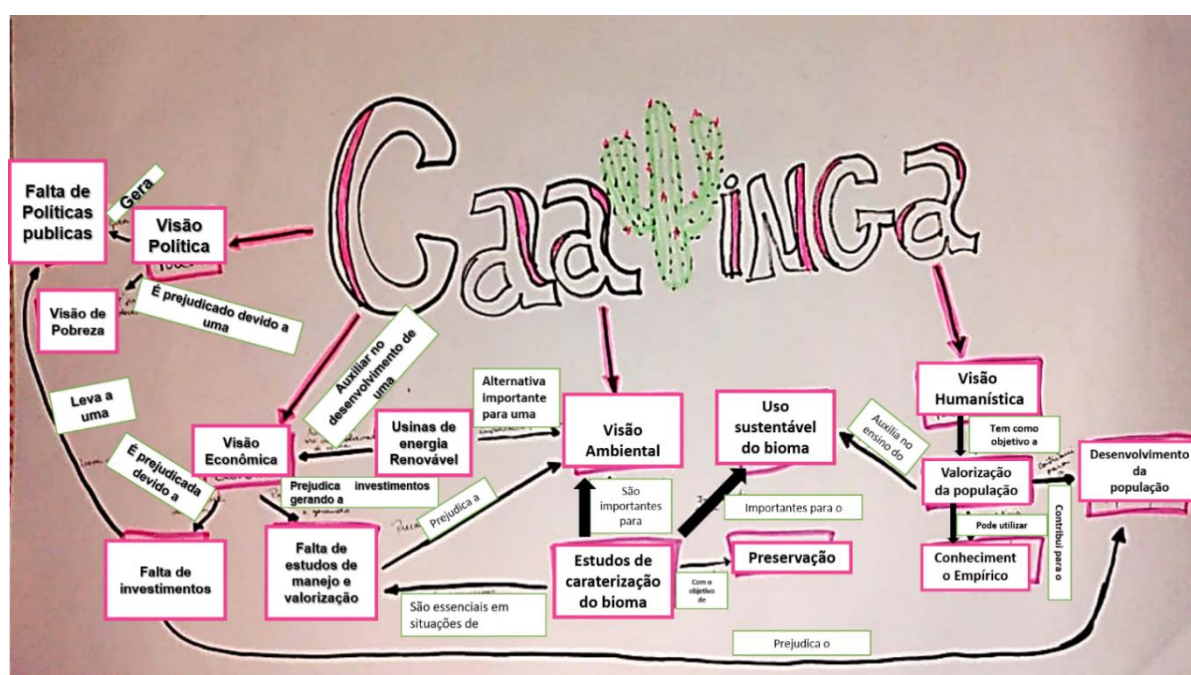 Caatinga
Falta de
Políticas
publicas
Gera
Visão
Política
Visão de
Pobreza
É prejudicado devido a
uma
Leva a
uma
Auxiliar no
desenvolvimento de
uma
Visão
Econômica
É prejudicada
devido a
Usinas de
energia
Renovável
Alternativa
importante
para uma
Visão
Ambiental
Uso
sustentável
do bioma
Visão
Humanística
Auxilia no
ensino do
Tem como
objetivo a
Valorização
da população
Desenvolvimento
da
população
Prejudica investimentos
gerando a
Prejudica a
São
importantes
para
Importantes para o
Pode utilizar
Contribui para o
Falta de
investimentos
Falta de
estudos de
manejo e
valorização
Estudos de
caraterização
do bioma
Com o
objetivo
de
Preservação
Conheciment
o Empírico
São essenciais em
situações de
Prejudica o